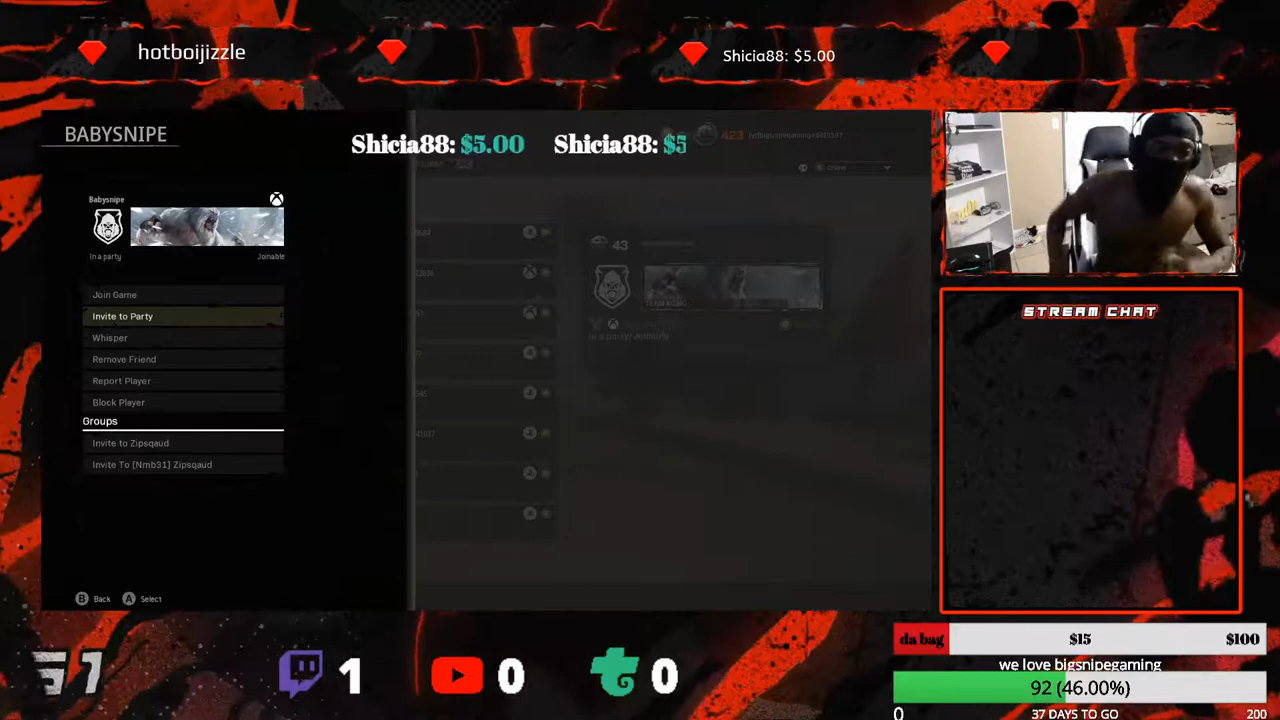 hotboijizzle
Shicia88: $5.00
BABYSNIPE
Shicia88: $5.00 Shicia88: $5
423
Babysnipe
In a party Joinable
Join Game
Invite to Party
Whisper
Remove Friend
Report Player
Block Player
Groups
Invite to Zipsqaud
Invite To [Nmb31] Zipsqaud
B Back A Select
43
STREAM CHAT
1
0
0
da bag $15 $100
we love bigsnipegaming
92 (46.00%)
0 37 DAYS TO GO 200